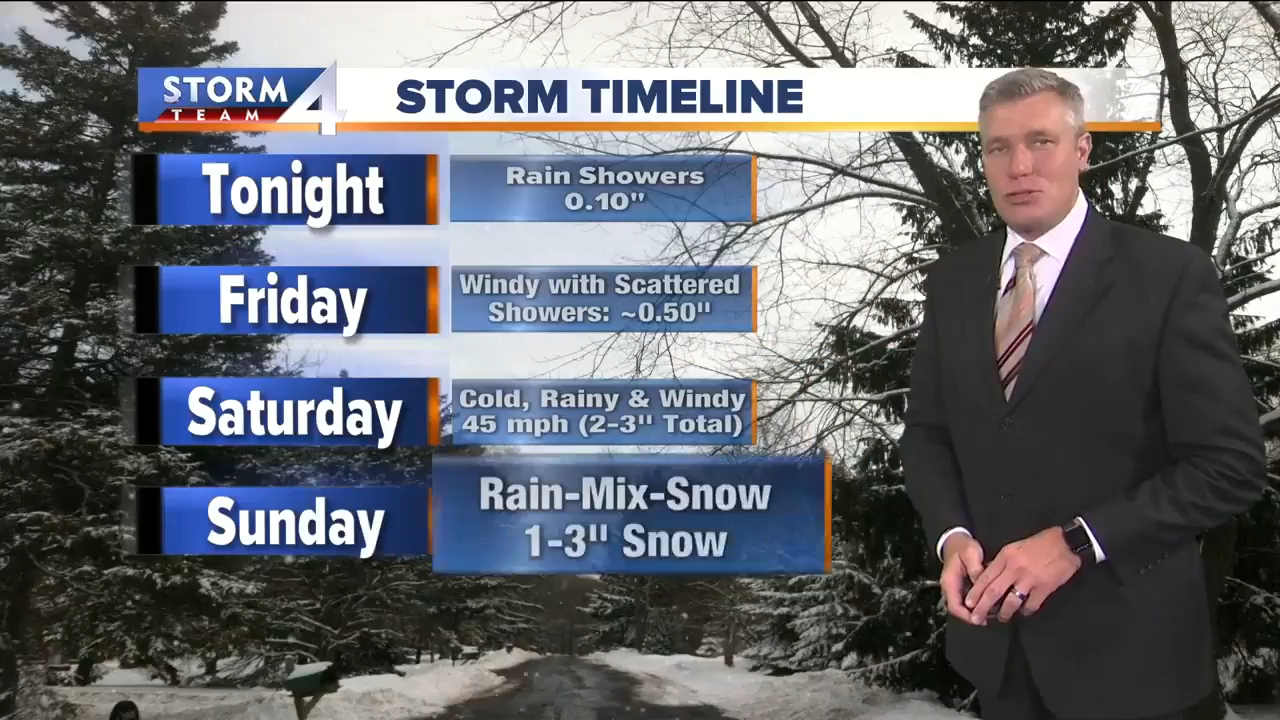 STORM
TEAM 4
STORM TIMELINE
Tonight
Rain Showers
0.10"
Friday
Windy with Scattered
Showers: ~0.50"
Saturday
Cold, Rainy & Windy
45 mph (2-3" Total)
Sunday
Rain-Mix-Snow
1-3" Snow